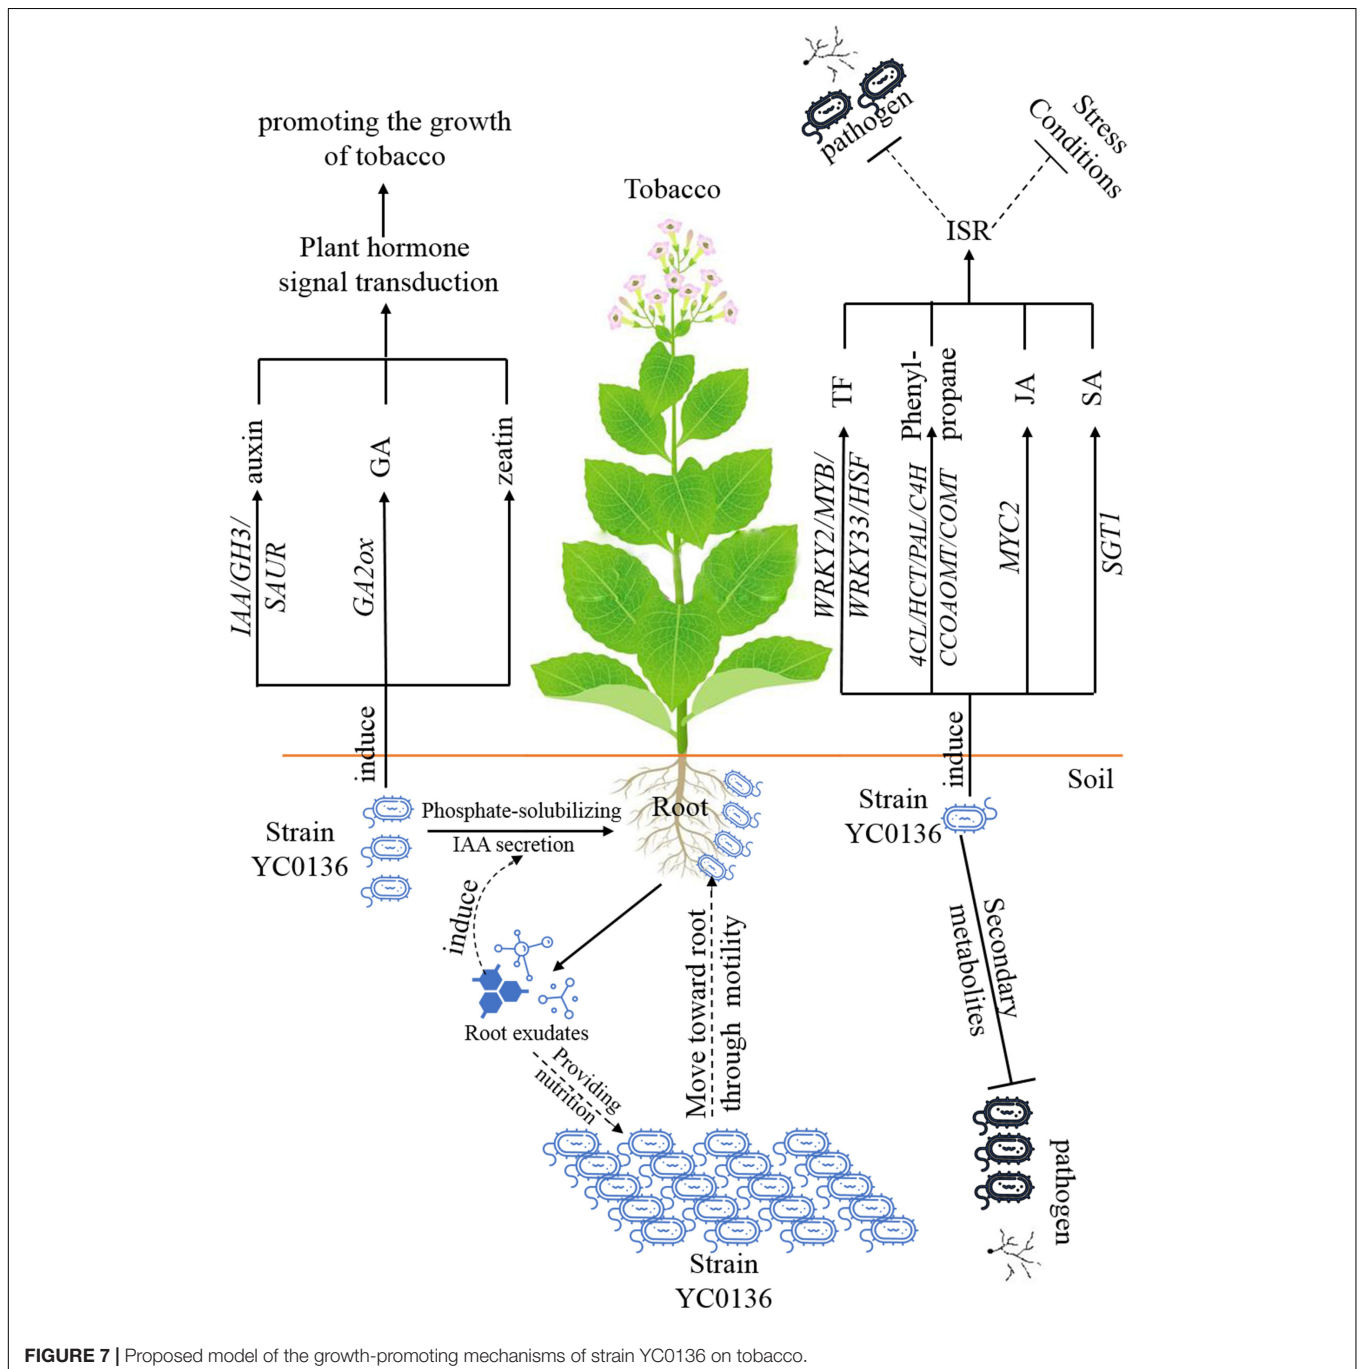 promoting the growth
of tobacco
Plant hormone
signal transduction
auxin
GA
zeatin
IAA/GH3/
SAUR
GA2ox
induce
Strain
YC0136
Tobacco
pathogen
Stress
Conditions
ISR
TF
Phenyl-
propane
JA
SA
WRKY2/MYB/
WRKY33/HSF
4CL/HCT/PAL/C4H
CCOAOMT/COMT
MYC2
SGT1
induce
Soil
Strain
YC0136
Phosphate-solubilizing
IAA secretion
Root
induce
Root exudates
Providing
nutrition
Move toward root
through motility
Secondary
metabolites
pathogen
Strain
YC0136
FIGURE 7 | Proposed model of the growth-promoting mechanisms of strain YC0136 on tobacco.